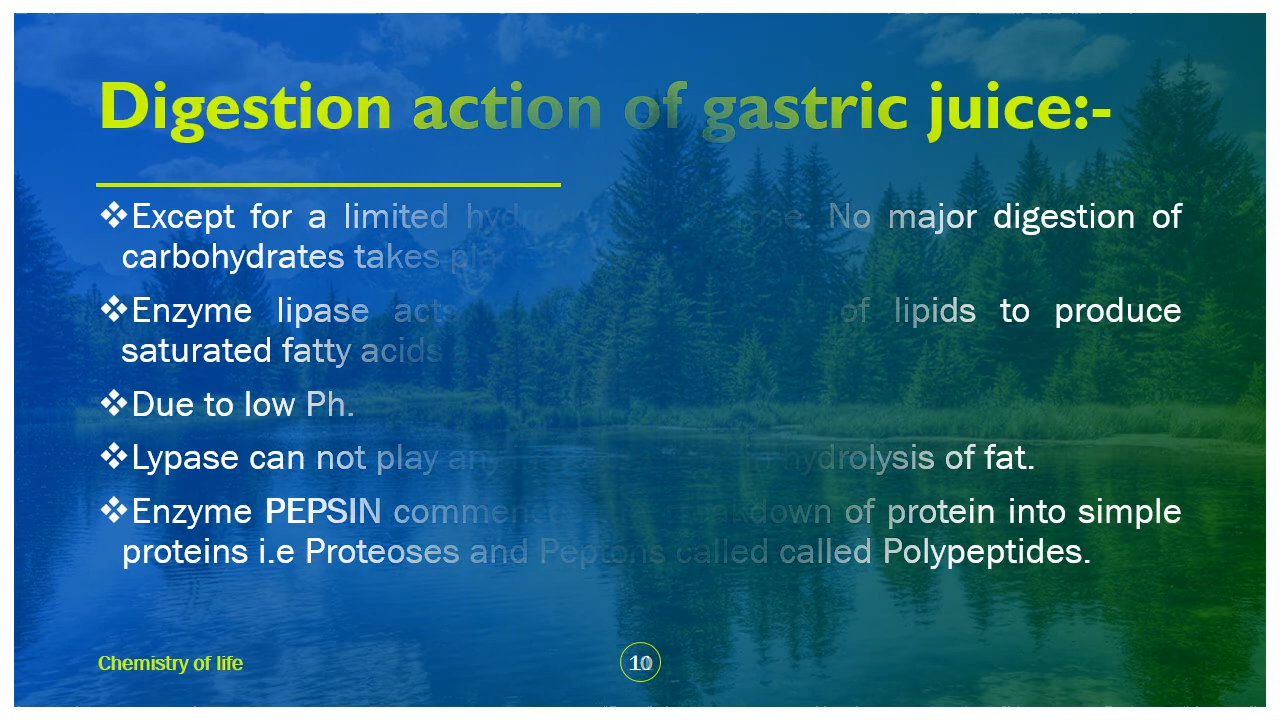 Digestion action of gastric juice:-
❖Except for a limited No major digestion of
carbohydrates takes
❖Enzyme lipase acts of lipids to produce
saturated fatty acids
❖Due to low Ph.
❖Lypase can not play any hydrolysis of fat.
❖Enzyme PEPSIN down of protein into simple
proteins i.e Proteoses and Peptons called called Polypeptides.
Chemistry of life
10